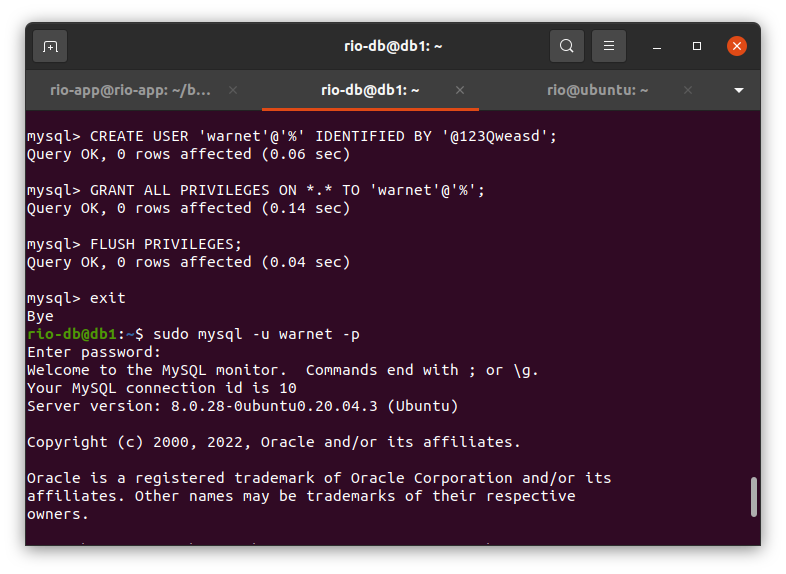 rio-db@db1: ~
rio-app@rio-app: ~/b...
rio-db@db1: ~
rio@ubuntu: ~
mysql> CREATE USER 'warnet'@'%' IDENTIFIED BY '@123Qweasd';
Query OK, 0 rows affected (0.06 sec)
mysql> GRANT ALL PRIVILEGES ON *.* TO 'warnet'@'%';
Query OK, 0 rows affected (0.14 sec)
mysql> FLUSH PRIVILEGES;
Query OK, 0 rows affected (0.04 sec)
mysql> exit
Bye
rio-db@db1:~$ sudo mysql -u warnet -p
Enter password:
Welcome to the MySQL monitor.  Commands end with ; or \g.
Your MySQL connection id is 10
Server version: 8.0.28-0ubuntu0.20.04.3 (Ubuntu)
Copyright (c) 2000, 2022, Oracle and/or its affiliates.
Oracle is a registered trademark of Oracle Corporation and/or its
affiliates. Other names may be trademarks of their respective
owners.